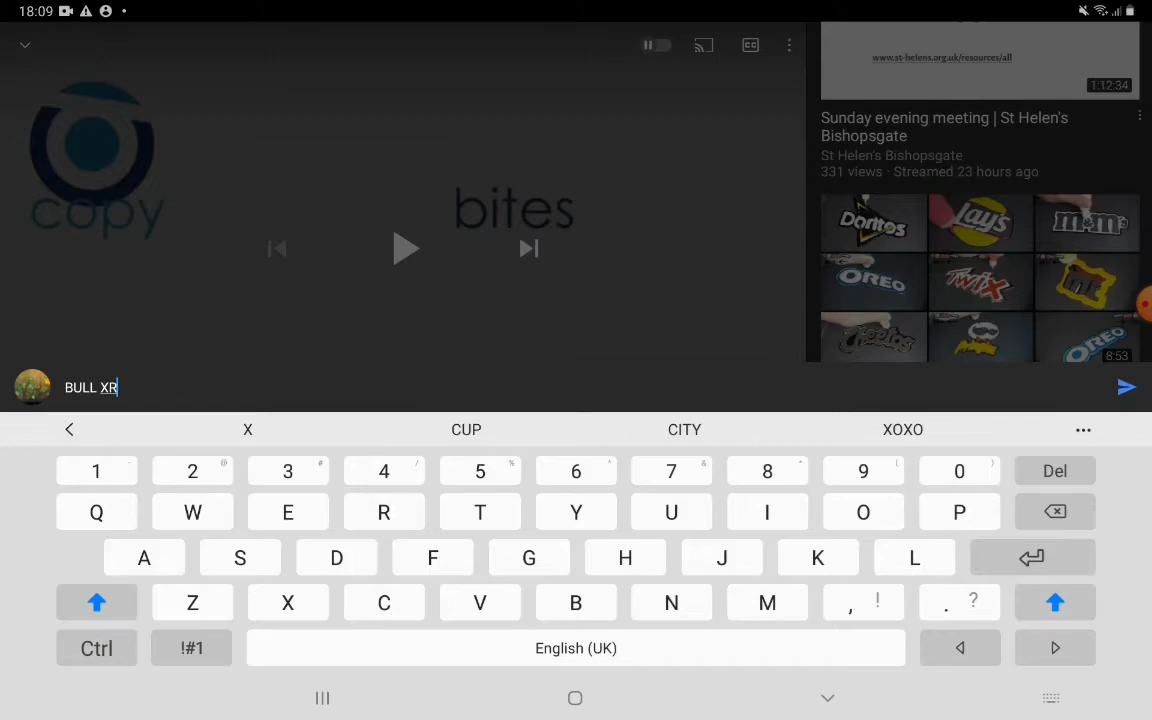 18:09
CC
copy
bites
www.st-helens.org.uk/resources/all
1:12:34
Sunday evening meeting | St Helen's
Bishopsgate
St Helen's Bishopsgate
331 views · Streamed 23 hours ago
Doritos
Lay's
m&m's
OREO
TWIX
Cheetos
OREO
8:53
BULL XR
X CUP CITY XOXO
1 - 2 @ 3 # 4 / 5 % 6 ^ 7 & 8 * 9 ( 0 ) Del
Q W E R T Y U I O P
A S D F G H J K L
Z X C V B N M , ! . ?
Ctrl !#1 English (UK)